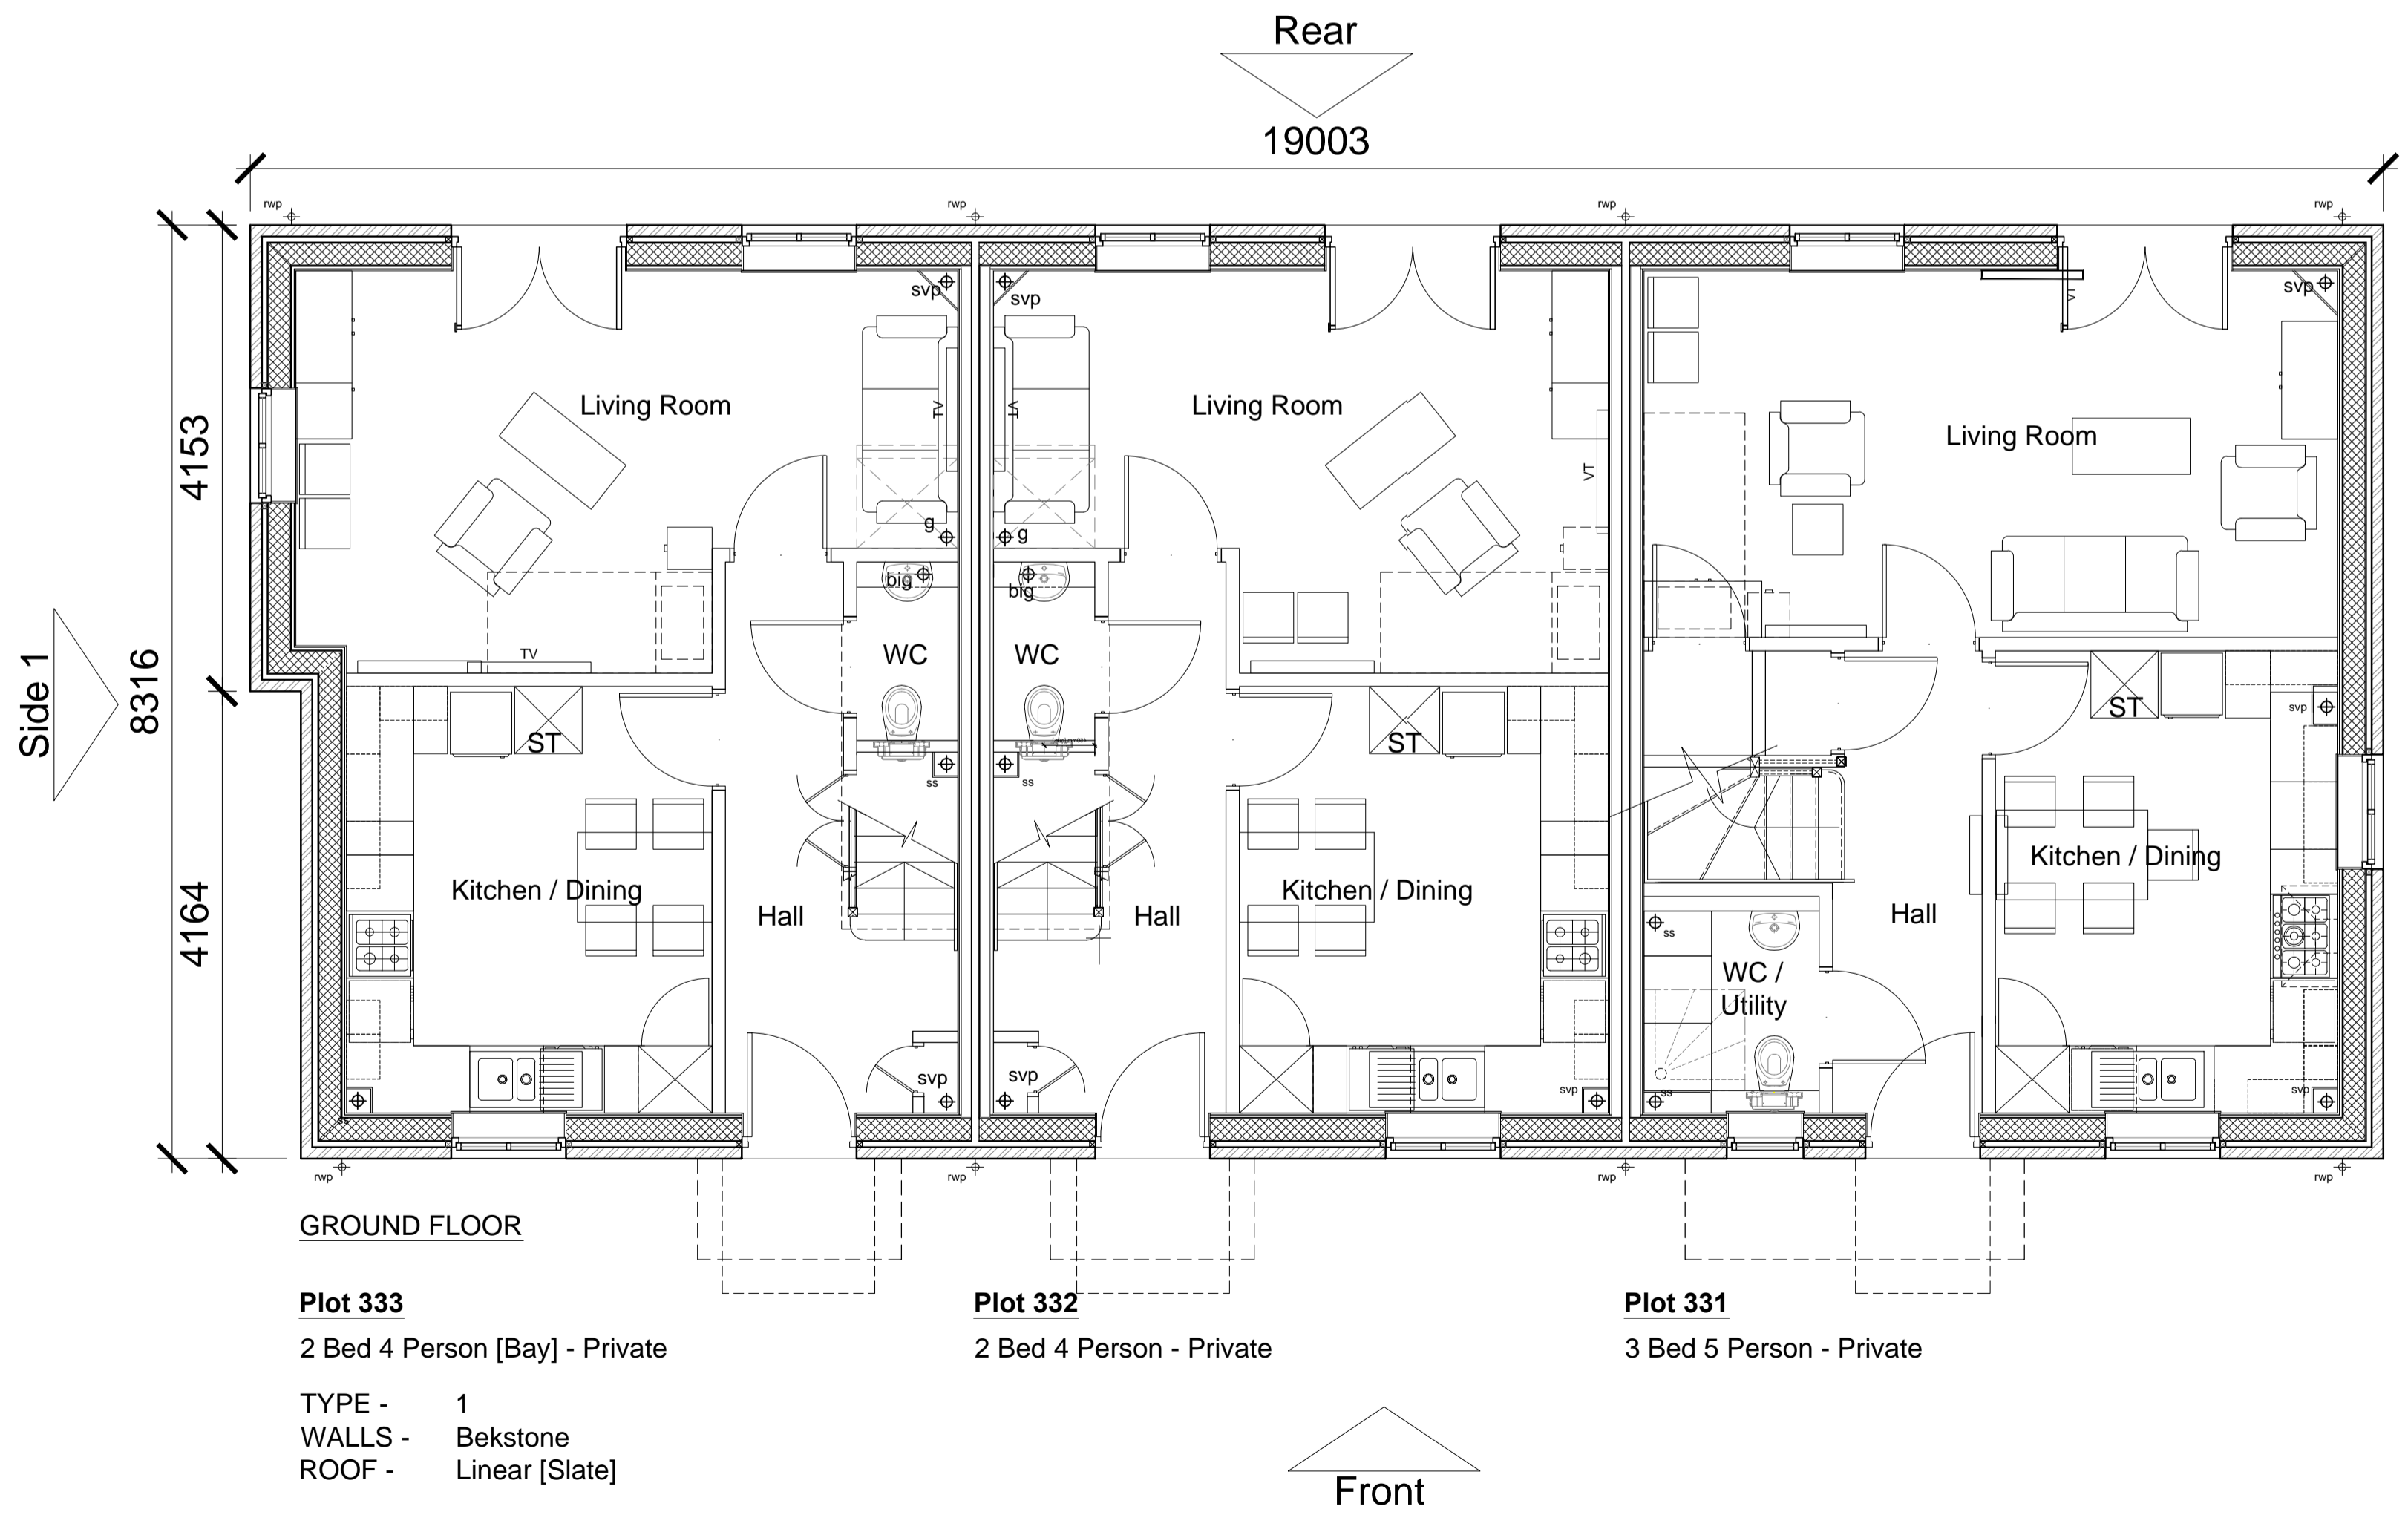 Rear
19003
rwp
rwp
rwp
rwp
svp
svp
svp
TV
Living Room
Living Room
Living Room
TV
TV
TV
4153
g
g
big
big
Side 1
8316
TV
WC
WC
ST
ST
ST
svp
ss
ss
4164
Kitchen / Dining
Kitchen / Dining
Kitchen / Dining
Hall
Hall
Hall
ss
WC /
Utility
svp
svp
svp
ss
svp
ss
rwp
rwp
rwp
rwp
GROUND FLOOR
Plot 333
2 Bed 4 Person [Bay] - Private
Plot 332
2 Bed 4 Person - Private
Plot 331
3 Bed 5 Person - Private
TYPE - 1
WALLS - Bekstone
ROOF - Linear [Slate]
Front